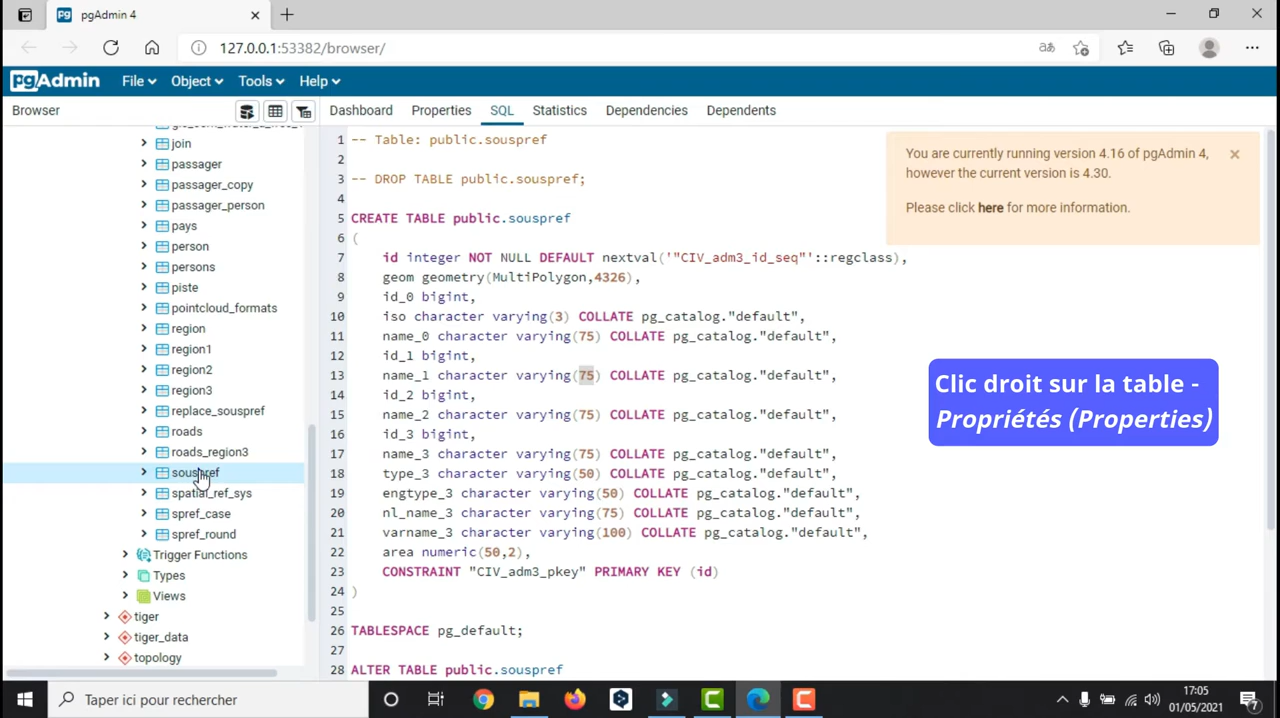 pgAdmin 4
127.0.0.1:53382/browser/
pgAdmin File Object Tools Help
Browser
Dashboard Properties SQL Statistics Dependencies Dependents
join
passager
passager_copy
passager_person
pays
person
persons
piste
pointcloud_formats
region
region1
region2
region3
replace_souspref
roads
roads_region3
souspref
spatial_ref_sys
spref_case
spref_round
Trigger Functions
Types
Views
tiger
tiger_data
topology
1 -- Table: public.souspref
2
3 -- DROP TABLE public.souspref;
4
5 CREATE TABLE public.souspref
6 (
7 id integer NOT NULL DEFAULT nextval('"CIV_adm3_id_seq"'::regclass),
8 geom geometry(MultiPolygon,4326),
9 id_0 bigint,
10 iso character varying(3) COLLATE pg_catalog."default",
11 name_0 character varying(75) COLLATE pg_catalog."default",
12 id_1 bigint,
13 name_1 character varying(75) COLLATE pg_catalog."default",
14 id_2 bigint,
15 name_2 character varying(75) COLLATE pg_catalog."default",
16 id_3 bigint,
17 name_3 character varying(75) COLLATE pg_catalog."default",
18 type_3 character varying(50) COLLATE pg_catalog."default",
19 engtype_3 character varying(50) COLLATE pg_catalog."default",
20 nl_name_3 character varying(75) COLLATE pg_catalog."default",
21 varname_3 character varying(100) COLLATE pg_catalog."default",
22 area numeric(50,2),
23 CONSTRAINT "CIV_adm3_pkey" PRIMARY KEY (id)
24 )
25
26 TABLESPACE pg_default;
27
28 ALTER TABLE public.souspref
You are currently running version 4.16 of pgAdmin 4,
however the current version is 4.30.
Please click here for more information.
Clic droit sur la table -
Propriétés (Properties)
Taper ici pour rechercher
17:05
01/05/2021
7